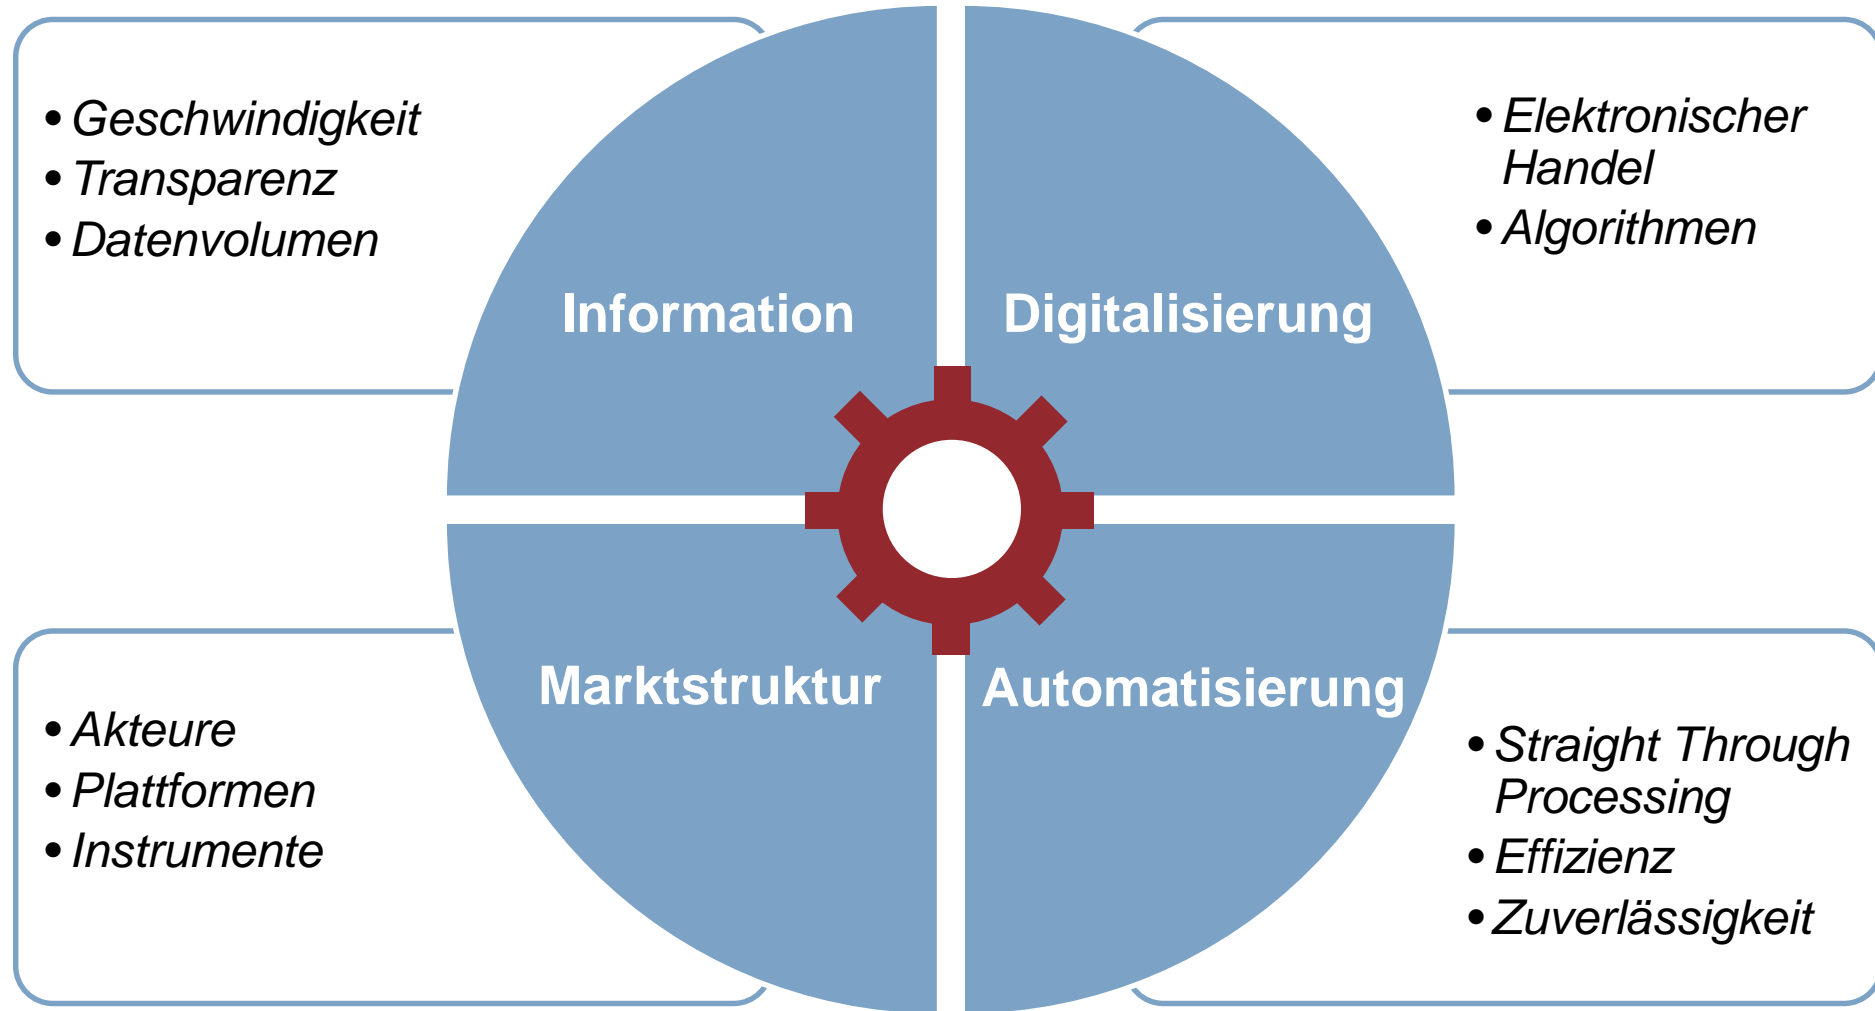 • Geschwindigkeit
• Transparenz
• Datenvolumen
Information
• Elektronischer
Handel
• Algorithmen
Digitalisierung
• Akteure
• Plattformen
• Instrumente
Marktstruktur
• Straight Through
Processing
• Effizienz
• Zuverlässigkeit
Automatisierung